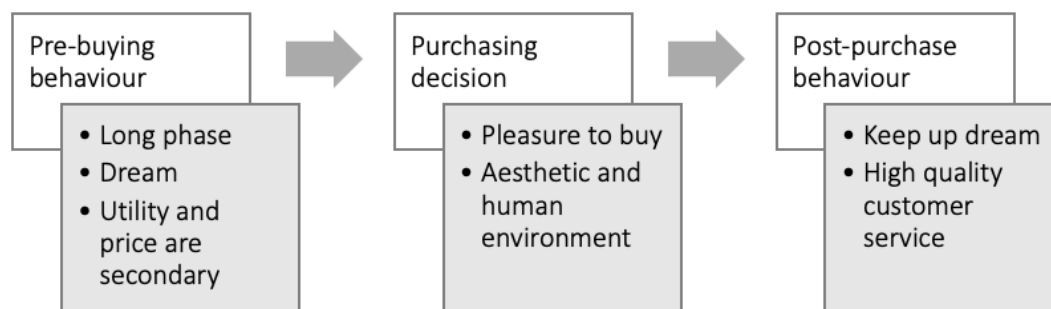 Pre-buying
behaviour
• Long phase
• Dream
• Utility and
price are
secondary
Purchasing
decision
• Pleasure to buy
• Aesthetic and
human
environment
Post-purchase
behaviour
• Keep up dream
• High quality
customer
service